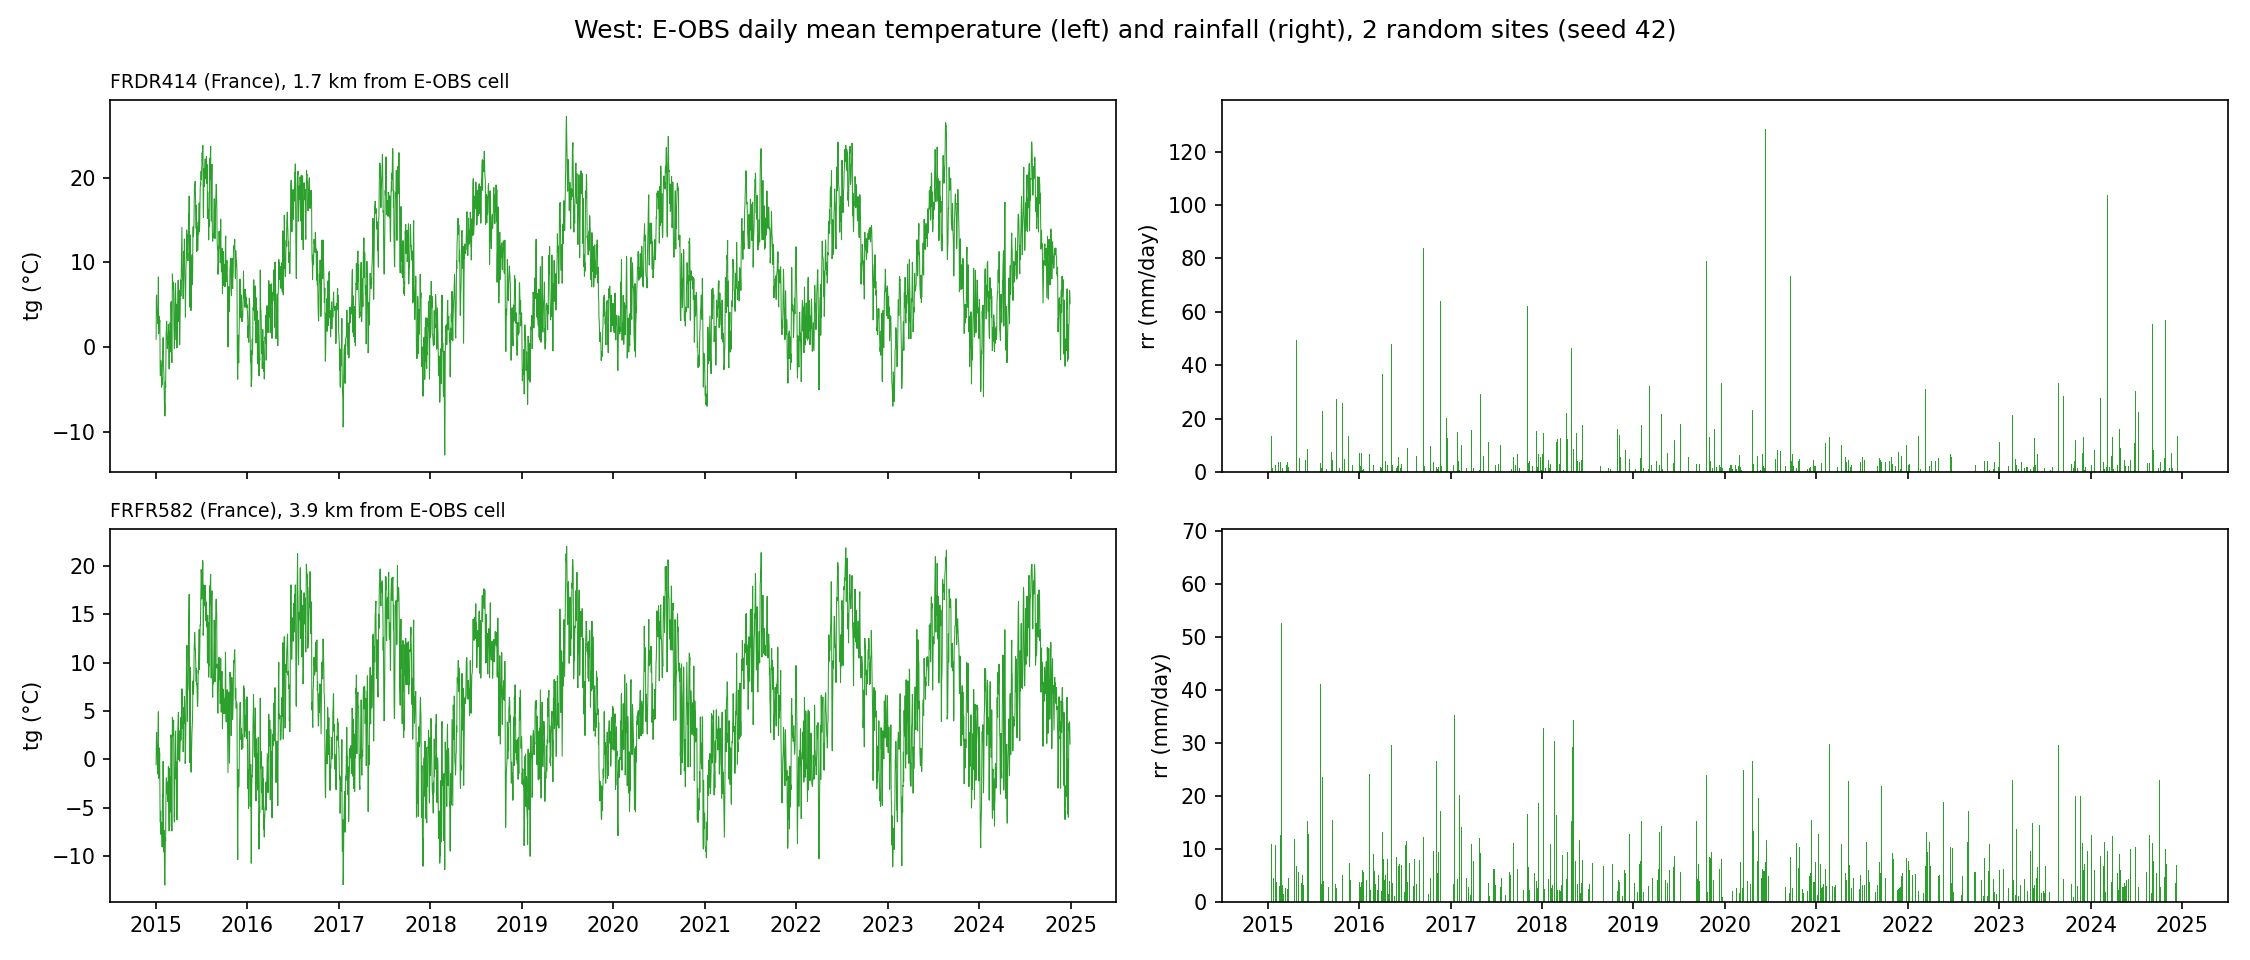 West: E-OBS daily mean temperature (left) and rainfall (right), 2 random sites (seed 42)
FRDR414 (France), 1.7 km from E-OBS cell
tg (°C)
20
10
0
−10
rr (mm/day)
120
100
80
60
40
20
0
FRFR582 (France), 3.9 km from E-OBS cell
tg (°C)
20
15
10
5
0
−5
−10
2015 2016 2017 2018 2019 2020 2021 2022 2023 2024 2025
rr (mm/day)
70
60
50
40
30
20
10
0
2015 2016 2017 2018 2019 2020 2021 2022 2023 2024 2025